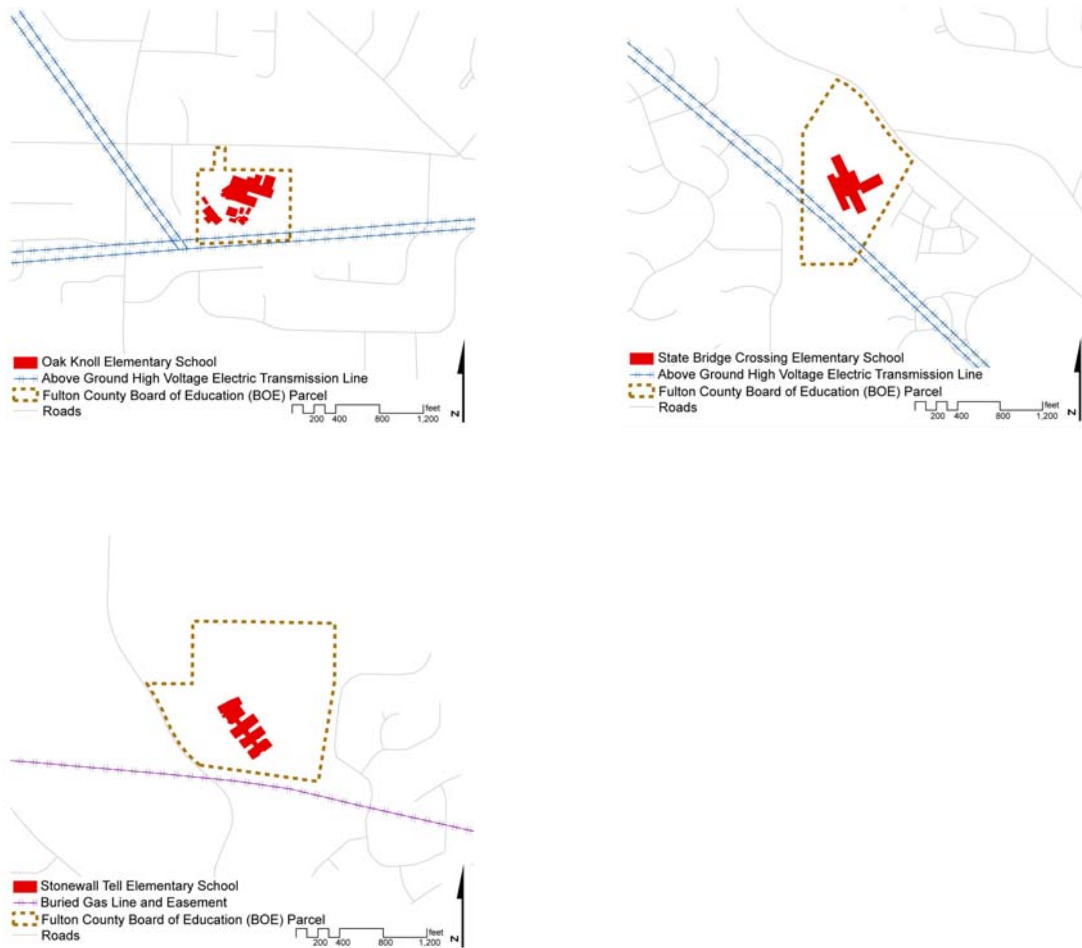 Oak Knoll Elementary School
Above Ground High Voltage Electric Transmission Line
Fulton County Board of Education (BOE) Parcel
Roads
feet
200 400 800 1,200
N
State Bridge Crossing Elementary School
Above Ground High Voltage Electric Transmission Line
Fulton County Board of Education (BOE) Parcel
Roads
feet
200 400 800 1,200
N
Stonewall Tell Elementary School
Buried Gas Line and Easement
Fulton County Board of Education (BOE) Parcel
Roads
feet
200 400 800 1,200
N